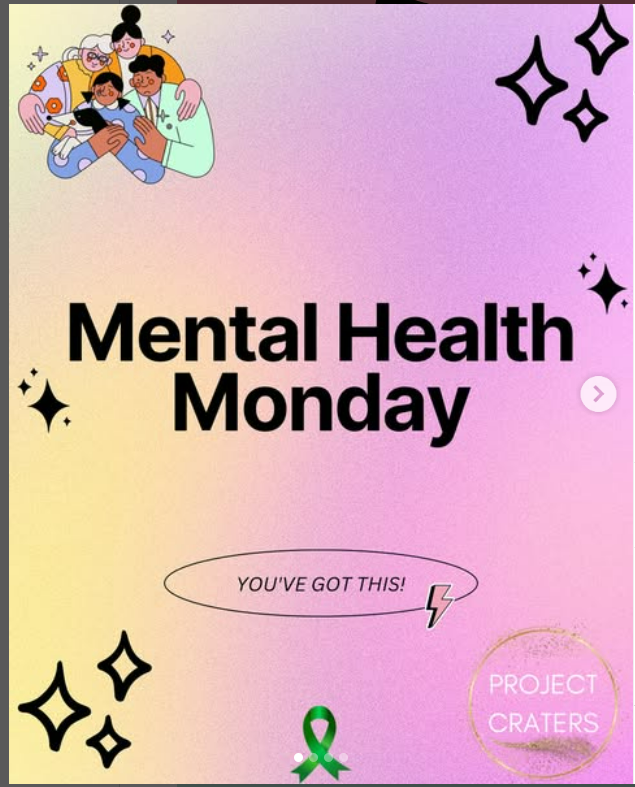 Mental Health
Monday
YOU'VE GOT THIS!
PROJECT
CRATERS